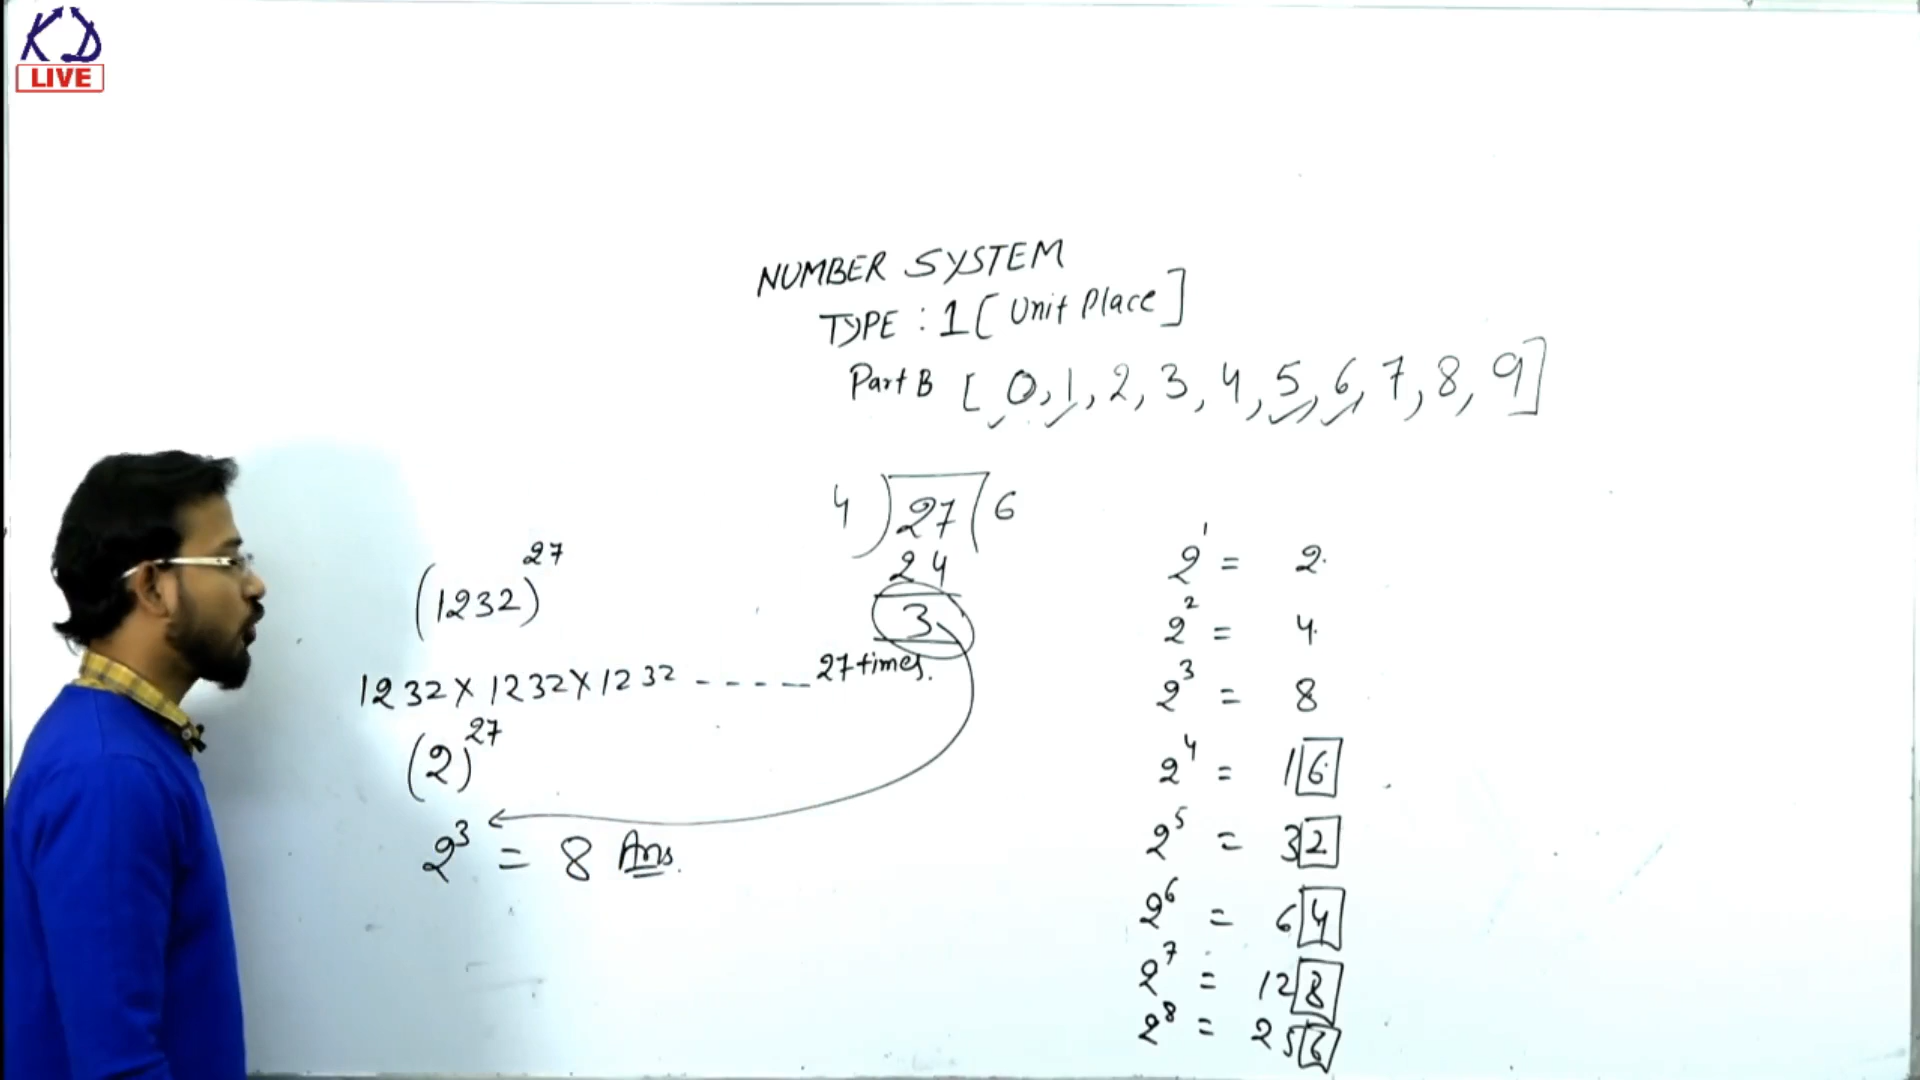 KD
LIVE
NUMBER SYSTEM
TYPE : 1 [ Unit Place ]
Part B [ 0, 1, 2, 3, 4, 5, 6, 7, 8, 9 ]
4 ) 27 ( 6
24
3
(1232)^27
1232 x 1232 x 1232 ----- 27 times.
(2)^27
2^3 = 8 Ans.
2^1 = 2.
2^2 = 4.
2^3 = 8
2^4 = 16.
2^5 = 32
2^6 = 64
2^7 = 128
2^8 = 256